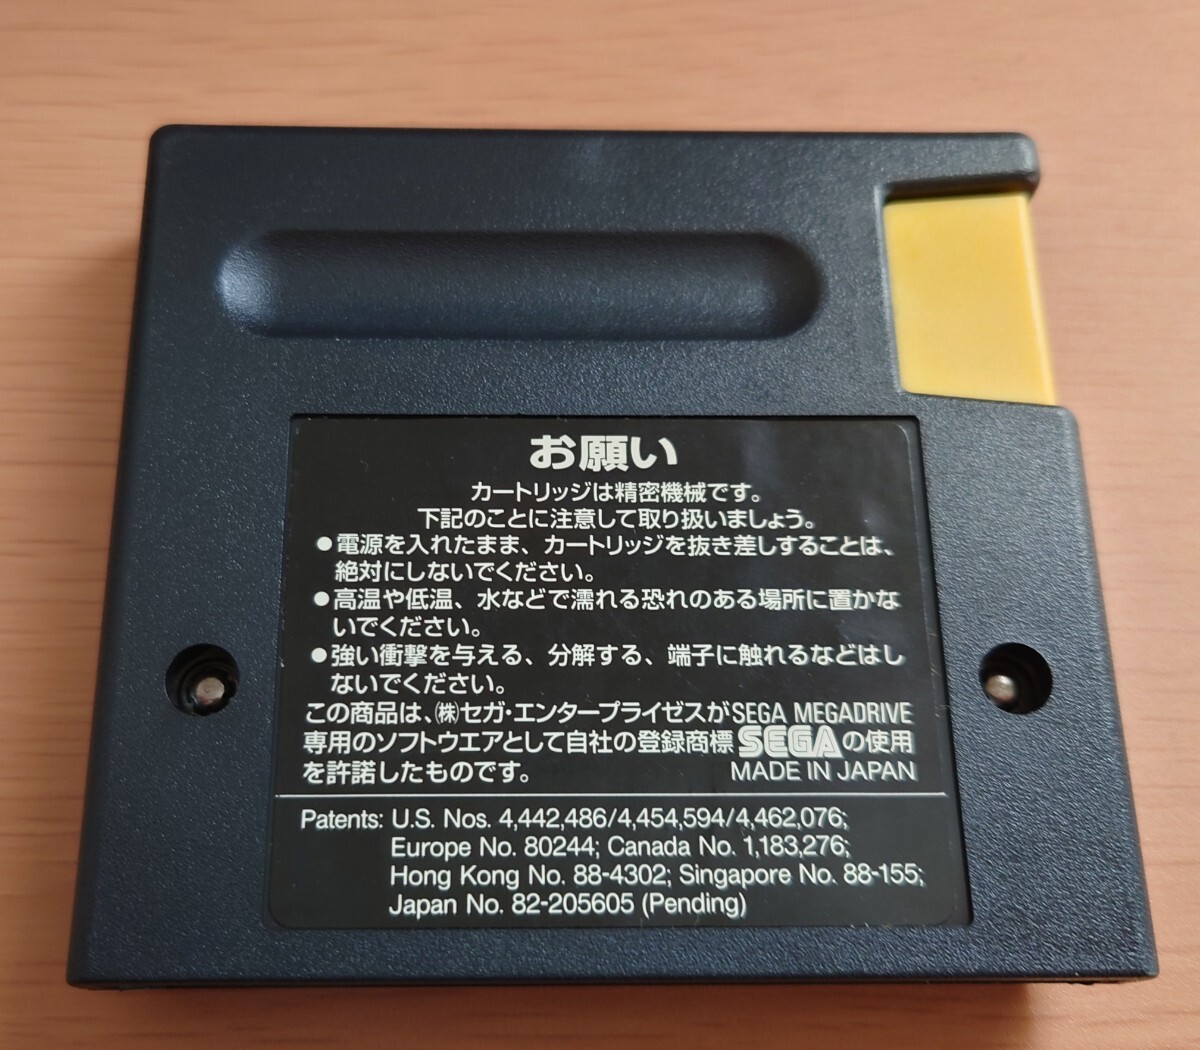 お願い
カートリッジは精密機械です。
下記のことに注意して取り扱いましょう。
●電源を入れたまま、カートリッジを抜き差しすることは、
絶対にしないでください。
●高温や低温、水などで濡れる恐れのある場所に置かな
いでください。
●強い衝撃を与える、分解する、端子に触れるなどはし
ないでください。
この商品は、㈱セガ・エンタープライゼスがSEGA MEGADRIVE
専用のソフトウエアとして自社の登録商標SEGAの使用
を許諾したものです。 MADE IN JAPAN
Patents: U.S. Nos. 4,442,486/4,454,594/4,462,076;
Europe No. 80244; Canada No. 1,183,276;
Hong Kong No. 88-4302; Singapore No. 88-155;
Japan No. 82-205605 (Pending)